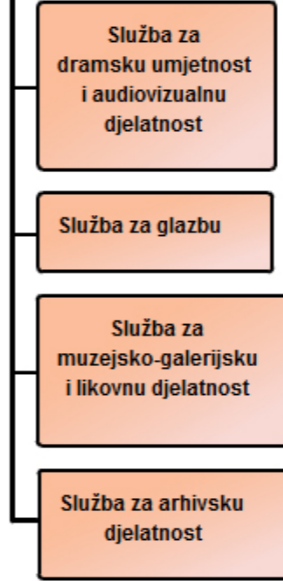 Služba za
dramsku umjetnost
i audiovizualnu
djelatnost
Služba za glazbu
Služba za
muzejsko-galerijsku
i likovnu djelatnost
Služba za arhivsku
djelatnost